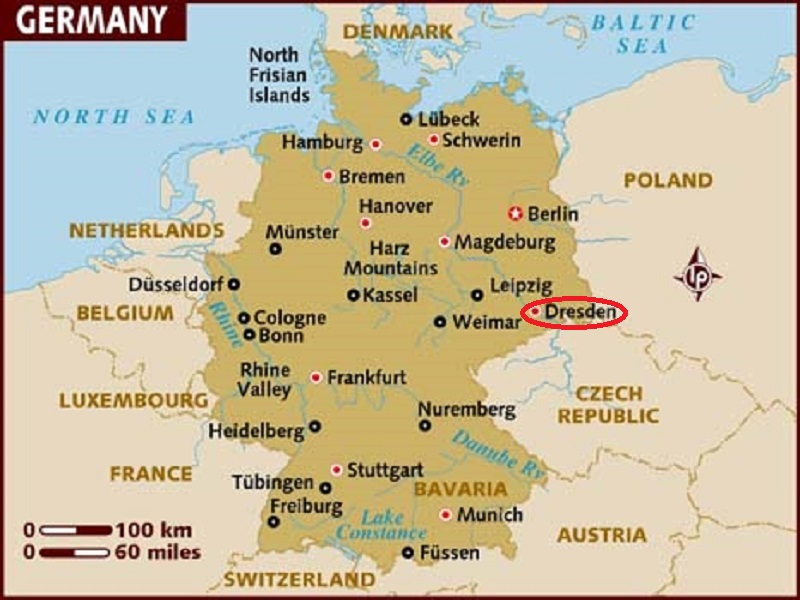 GERMANY
DENMARK
BALTIC
SEA
North
Frisian
Islands
NORTH SEA
Lübeck
Hamburg
Schwerin
Elbe Rv
Bremen
POLAND
Hanover
Berlin
NETHERLANDS
Münster
Magdeburg
Harz
Mountains
Düsseldorf
Kassel
Leipzig
LP
BELGIUM
Rhine
Cologne
Bonn
Weimar
Dresden
Rhine
Valley
Frankfurt
LUXEMBOURG
CZECH
REPUBLIC
Nuremberg
Heidelberg
Danube Rv
FRANCE
Stuttgart
Tübingen
BAVARIA
Freiburg
Munich
Lake
Constance
0 100 km
0 60 miles
Füssen
AUSTRIA
SWITZERLAND